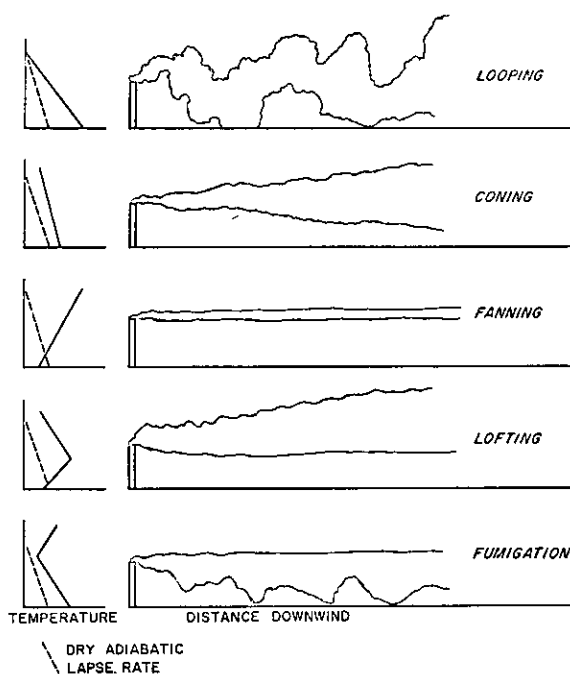 LOOPING
CONING
FANNING
LOFTING
FUMIGATION
TEMPERATURE DISTANCE DOWNWIND
DRY ADIABATIC
LAPSE RATE